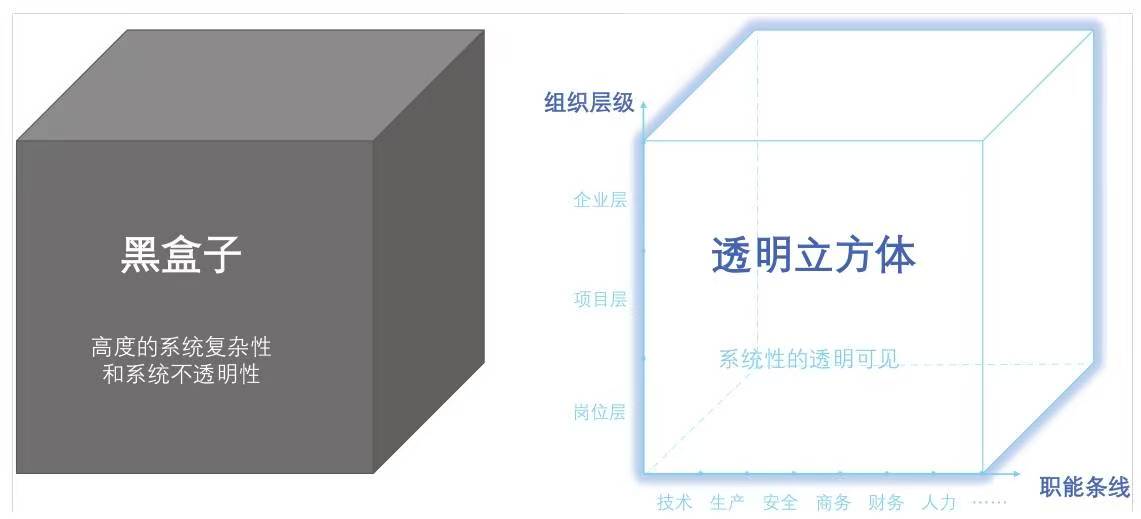 黑盒子
高度的系统复杂性
和系统不透明性
组织层级
企业层
项目层
岗位层
透明立方体
系统性的透明可见
技术 生产 安全 商务 财务 人力 ……
职能条线